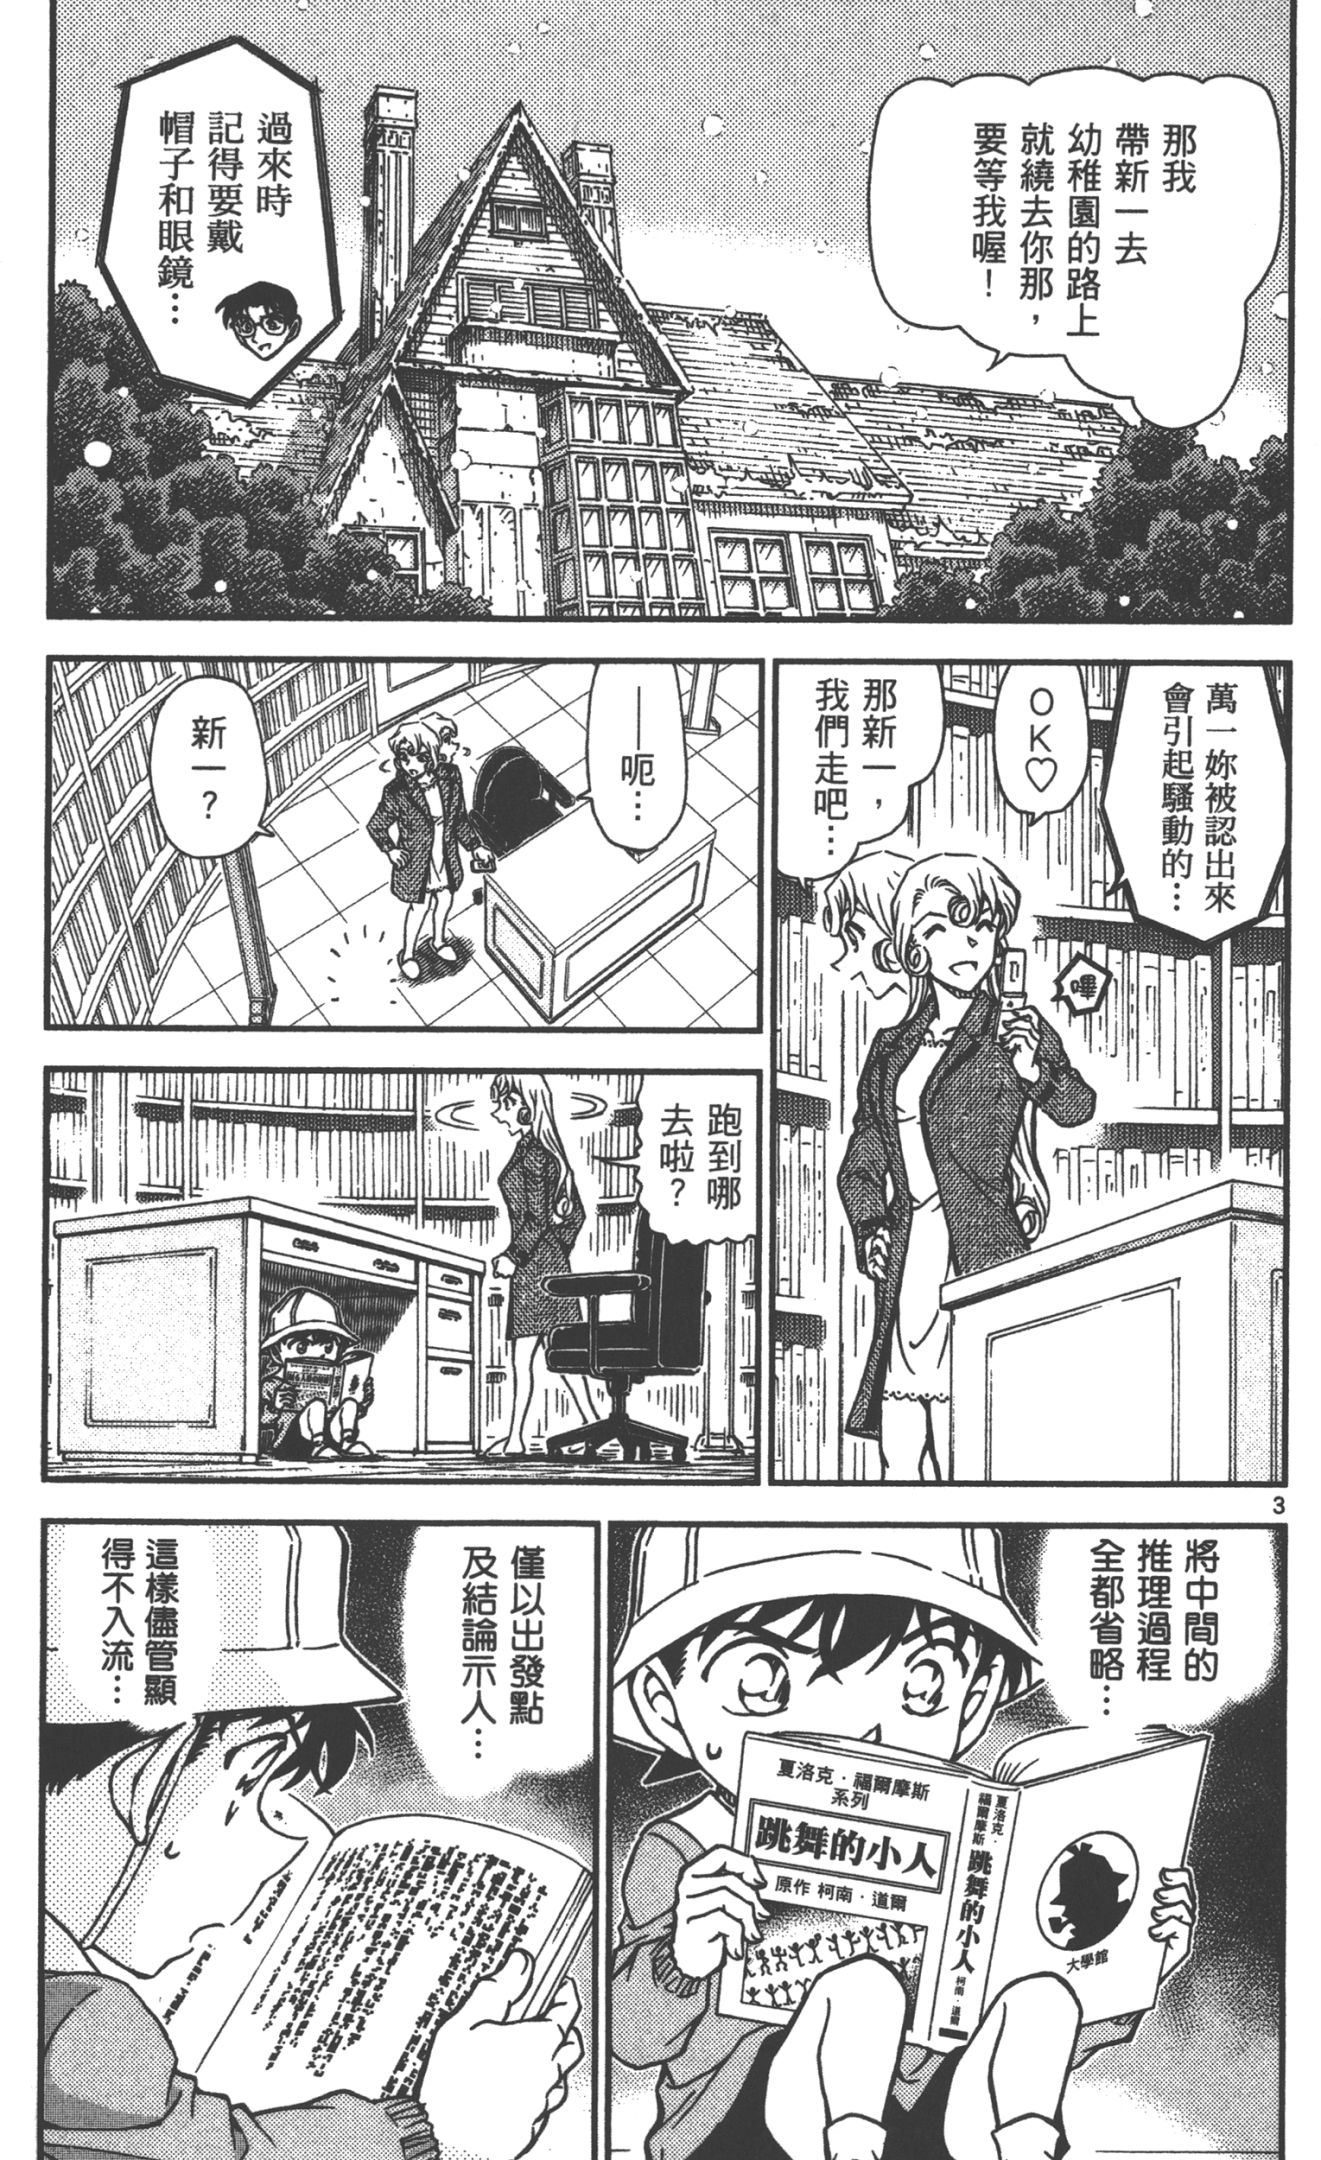 那我
帶新一去
幼稚園的路上
就繞去你那，
要等我喔！
過來時
記得要戴
帽子和眼鏡…
萬一妳被認出來
會引起騷動的…
OK♡
嗶
那新一，
我們走吧…
——呃…
新一？
跑到哪
去啦？
3
將中間的
推理過程
全都省略…
夏洛克·福爾摩斯
系列
跳舞的小人
原作 柯南·道爾
夏洛克·
福爾摩斯
跳舞的小人
柯南·道爾
大學館
僅以出發點
及結論示人…
這樣儘管顯
得不入流…